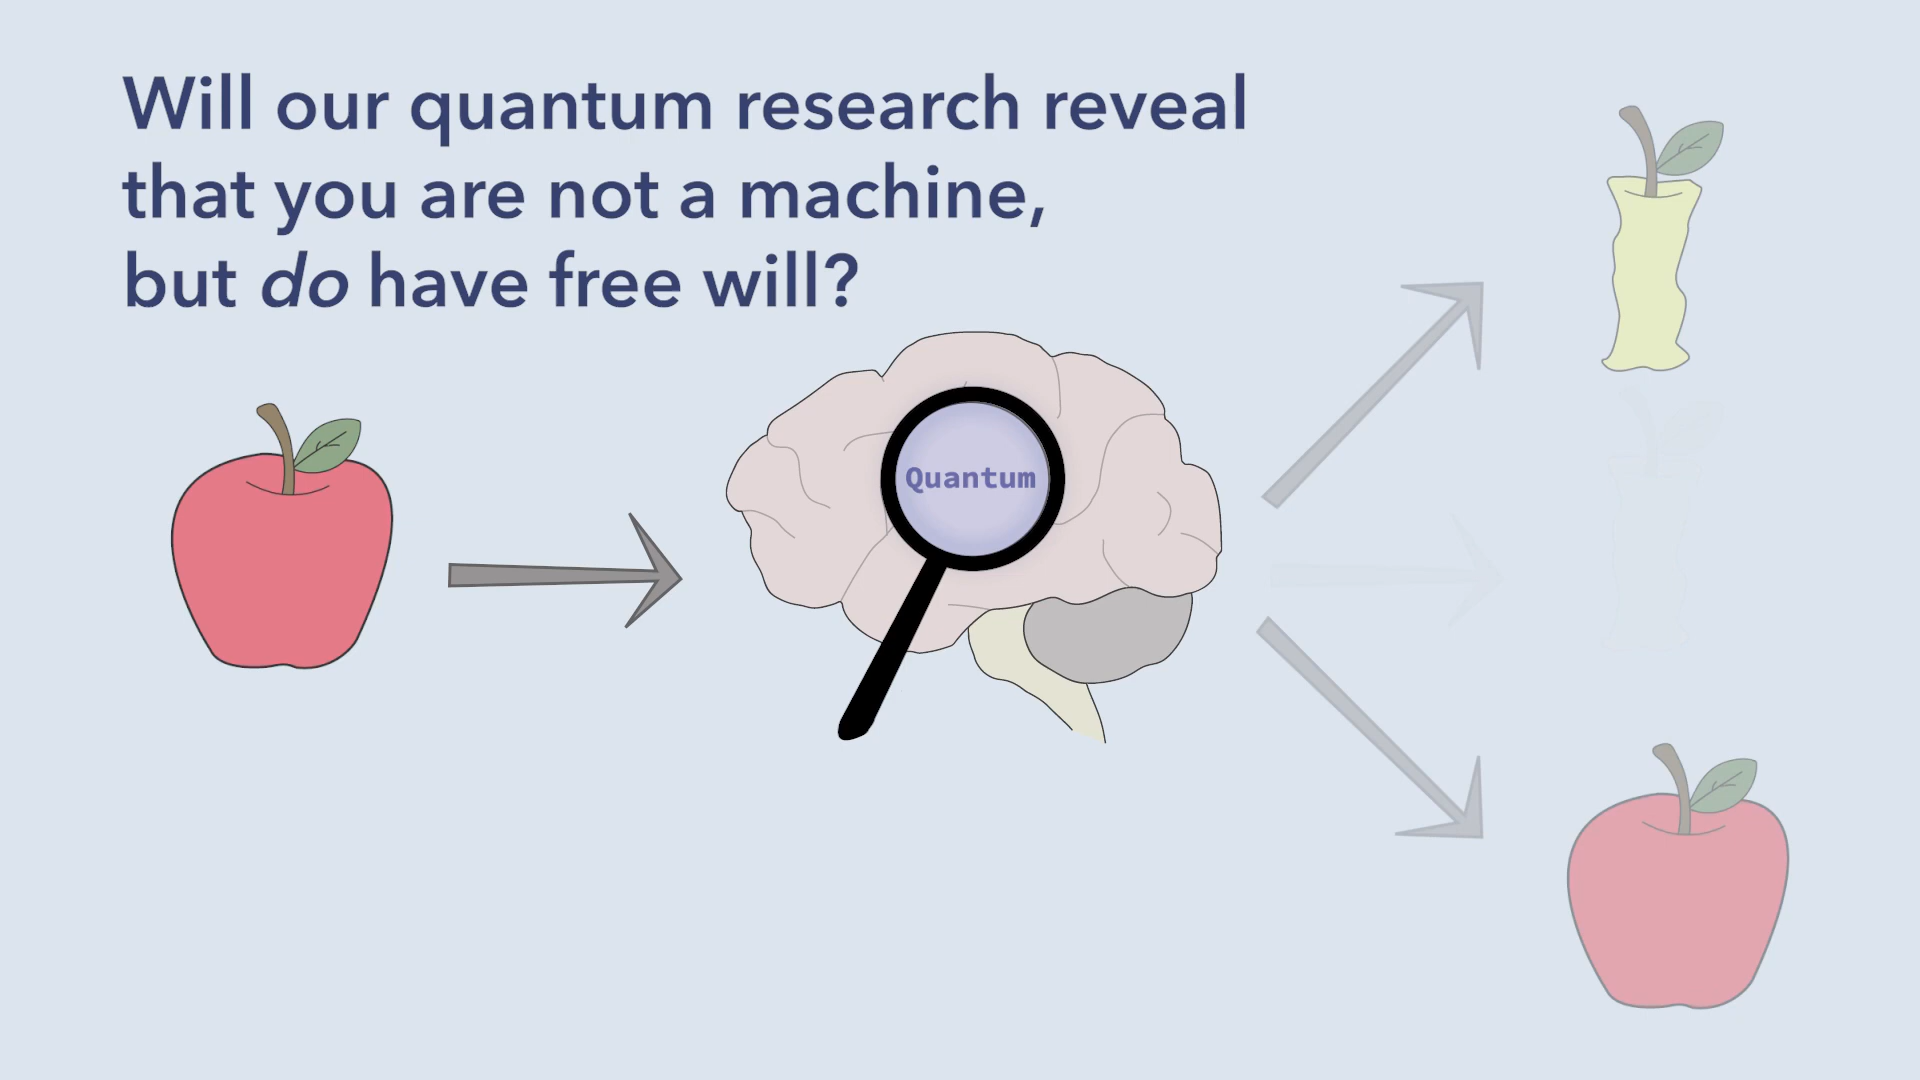 Will our quantum research reveal
that you are not a machine,
but do have free will?
Quantum